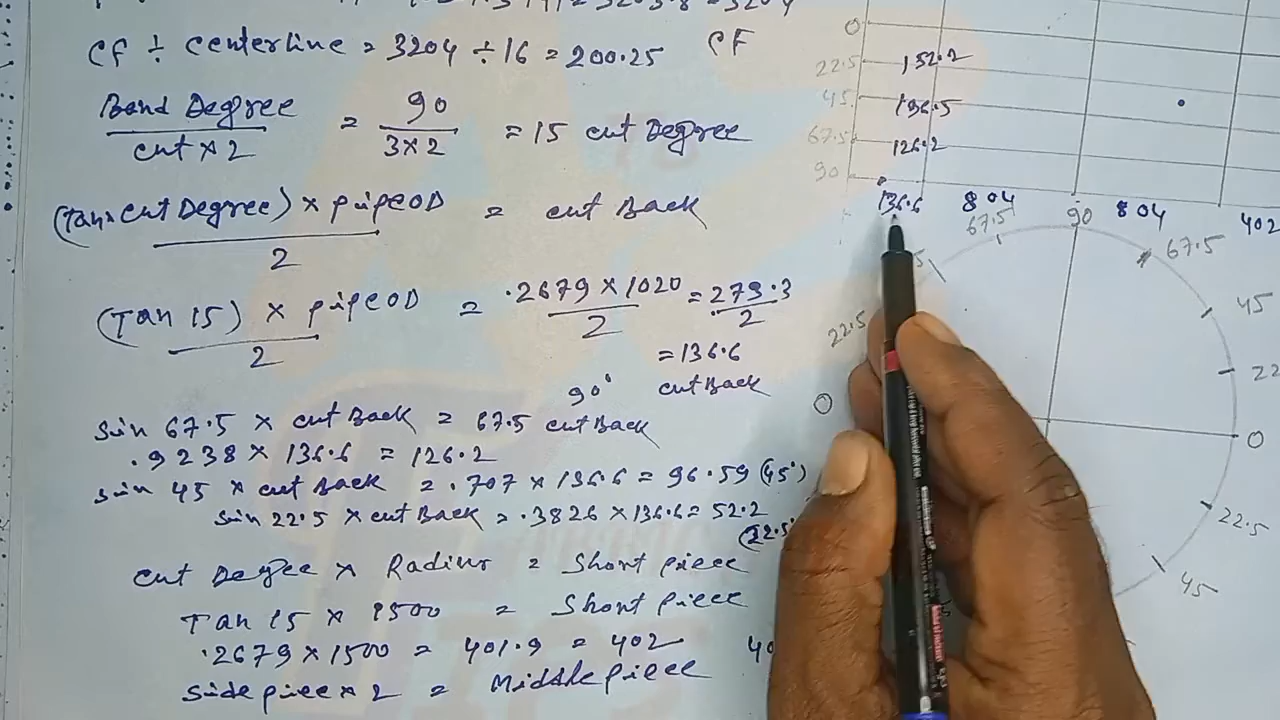 CF ÷ Centerline = 3204 ÷ 16 = 200.25 CF
Band Degree / cut × 2 = 90 / 3×2 = 15 cut Degree
(Tan × Cut Degree) × pipe OD / 2 = cut Back
(Tan 15) × pipe OD / 2 = .2679 × 1020 / 2 = 273.3 / 2
= 136.6
90° cut Back
Sin 67.5 × cut Back = 67.5 cut Back
.9238 × 136.6 = 126.2
Sin 45 × cut Back = .707 × 136.6 = 96.59 (45°)
Sin 22.5 × cut Back = .3826 × 136.6 = 52.2
(22.5°
Cut Degree × Radius = Short piece
Tan 15 × 1500 = Short piece
.2679 × 1500 = 401.9 = 402
Side piece × 2 = Middle piece
0
22.5 152.2
45 196.5
67.5 126.2
90
136.6 804 804 402
67.5 90 67.5
45
22.5
0 0
22.5
45